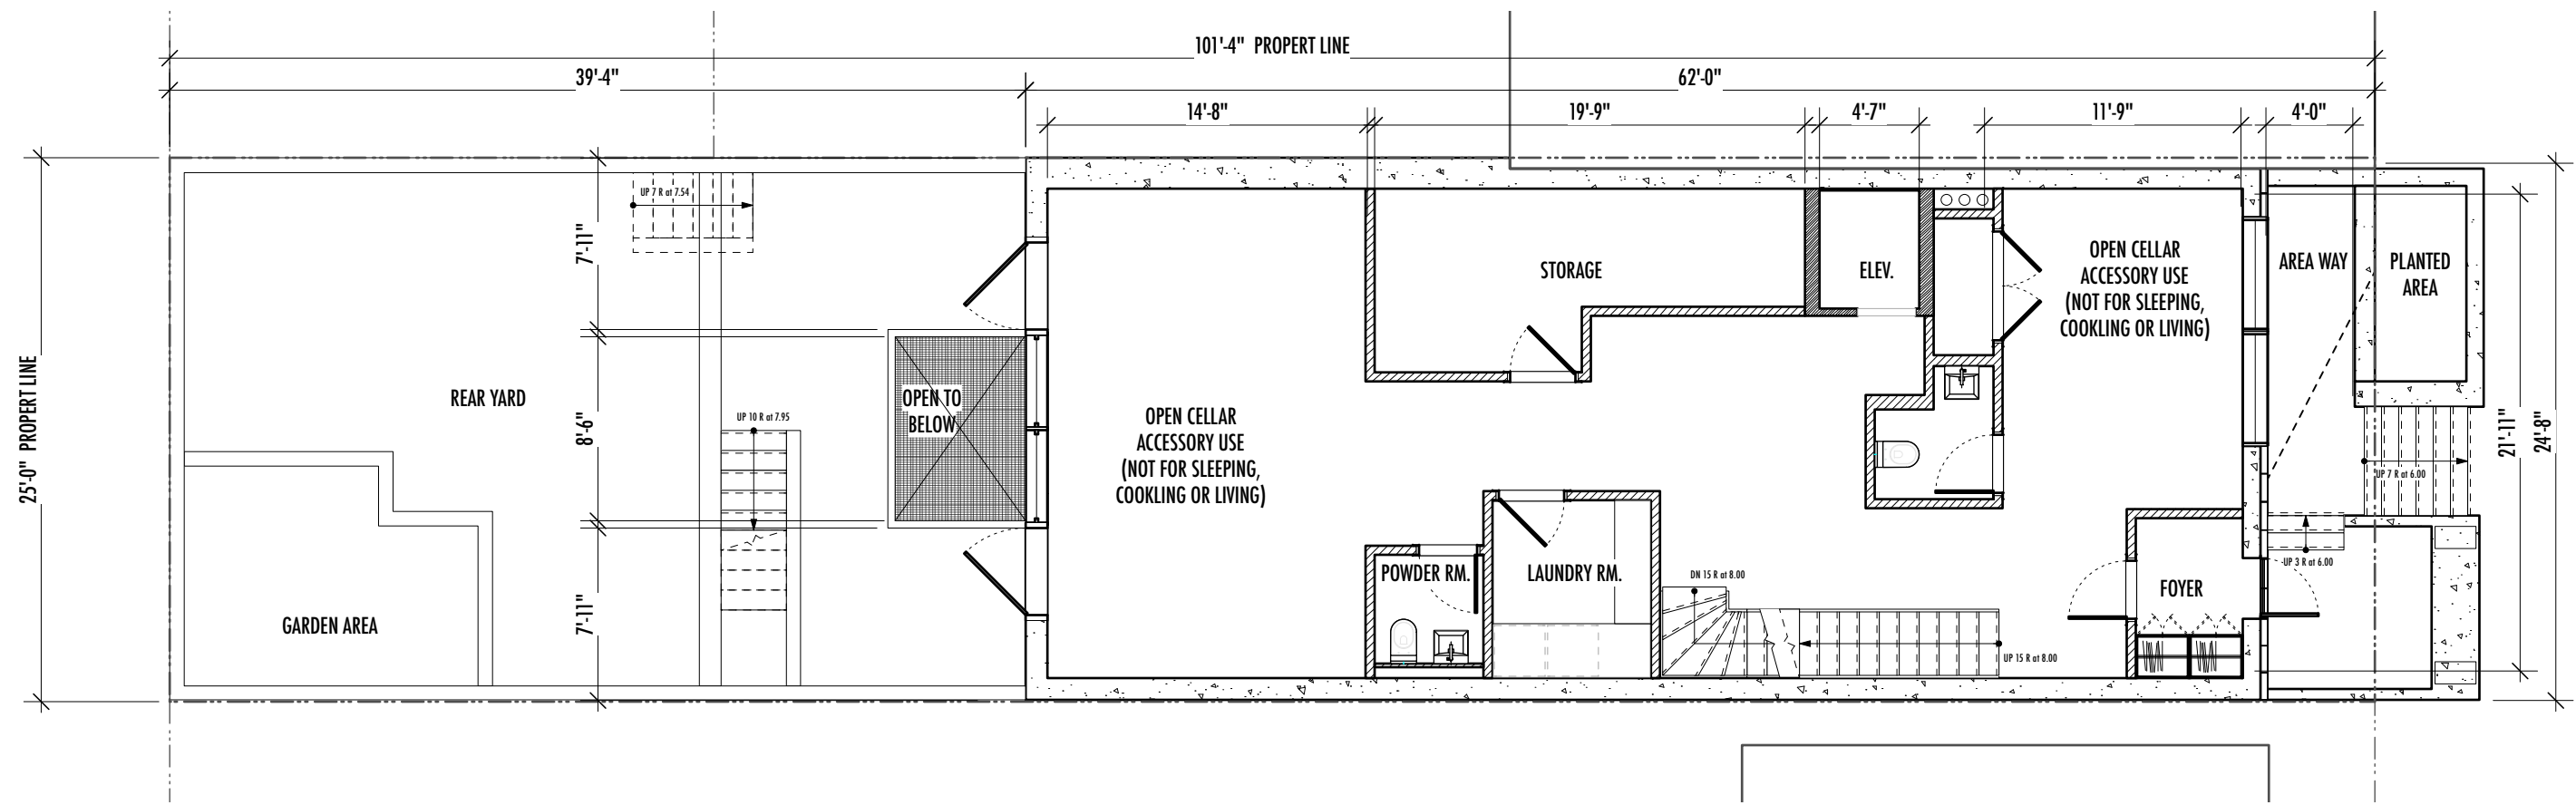 101'-4" PROPERT LINE
39'-4"
62'-0"
14'-8"
19'-9"
4'-7"
11'-9"
4'-0"
25'-0" PROPERT LINE
UP 7 R at 7.54
7'-11"
8'-6"
7'-11"
REAR YARD
UP 10 R at 7.95
GARDEN AREA
OPEN TO
BELOW
OPEN CELLAR
ACCESSORY USE
(NOT FOR SLEEPING,
COOKLING OR LIVING)
STORAGE
ELEV.
OPEN CELLAR
ACCESSORY USE
(NOT FOR SLEEPING,
COOKLING OR LIVING)
AREA WAY
PLANTED
AREA
POWDER RM.
LAUNDRY RM.
DN 15 R at 8.00
UP 15 R at 8.00
FOYER
UP 7 R at 6.00
UP 3 R at 6.00
21'-11"
24'-8"